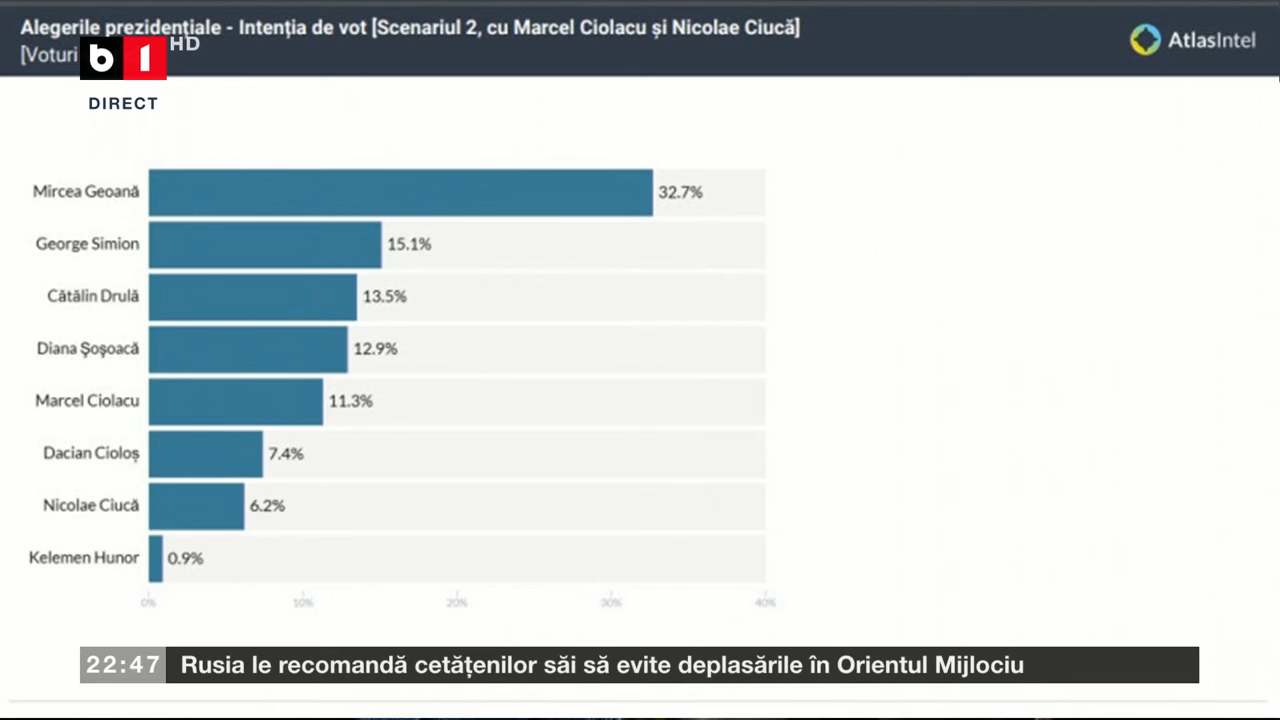 Alegerile prezidențiale - Intenția de vot [Scenariul 2, cu Marcel Ciolacu și Nicolae Ciucă]
[Voturi
AtlasIntel
b1 HD
DIRECT
Mircea Geoană 32.7%
George Simion 15.1%
Cătălin Drulă 13.5%
Diana Şoşoacă 12.9%
Marcel Ciolacu 11.3%
Dacian Cioloș 7.4%
Nicolae Ciucă 6.2%
Kelemen Hunor 0.9%
0% 10% 20% 30% 40%
22:47 Rusia le recomandă cetățenilor săi să evite deplasările în Orientul Mijlociu